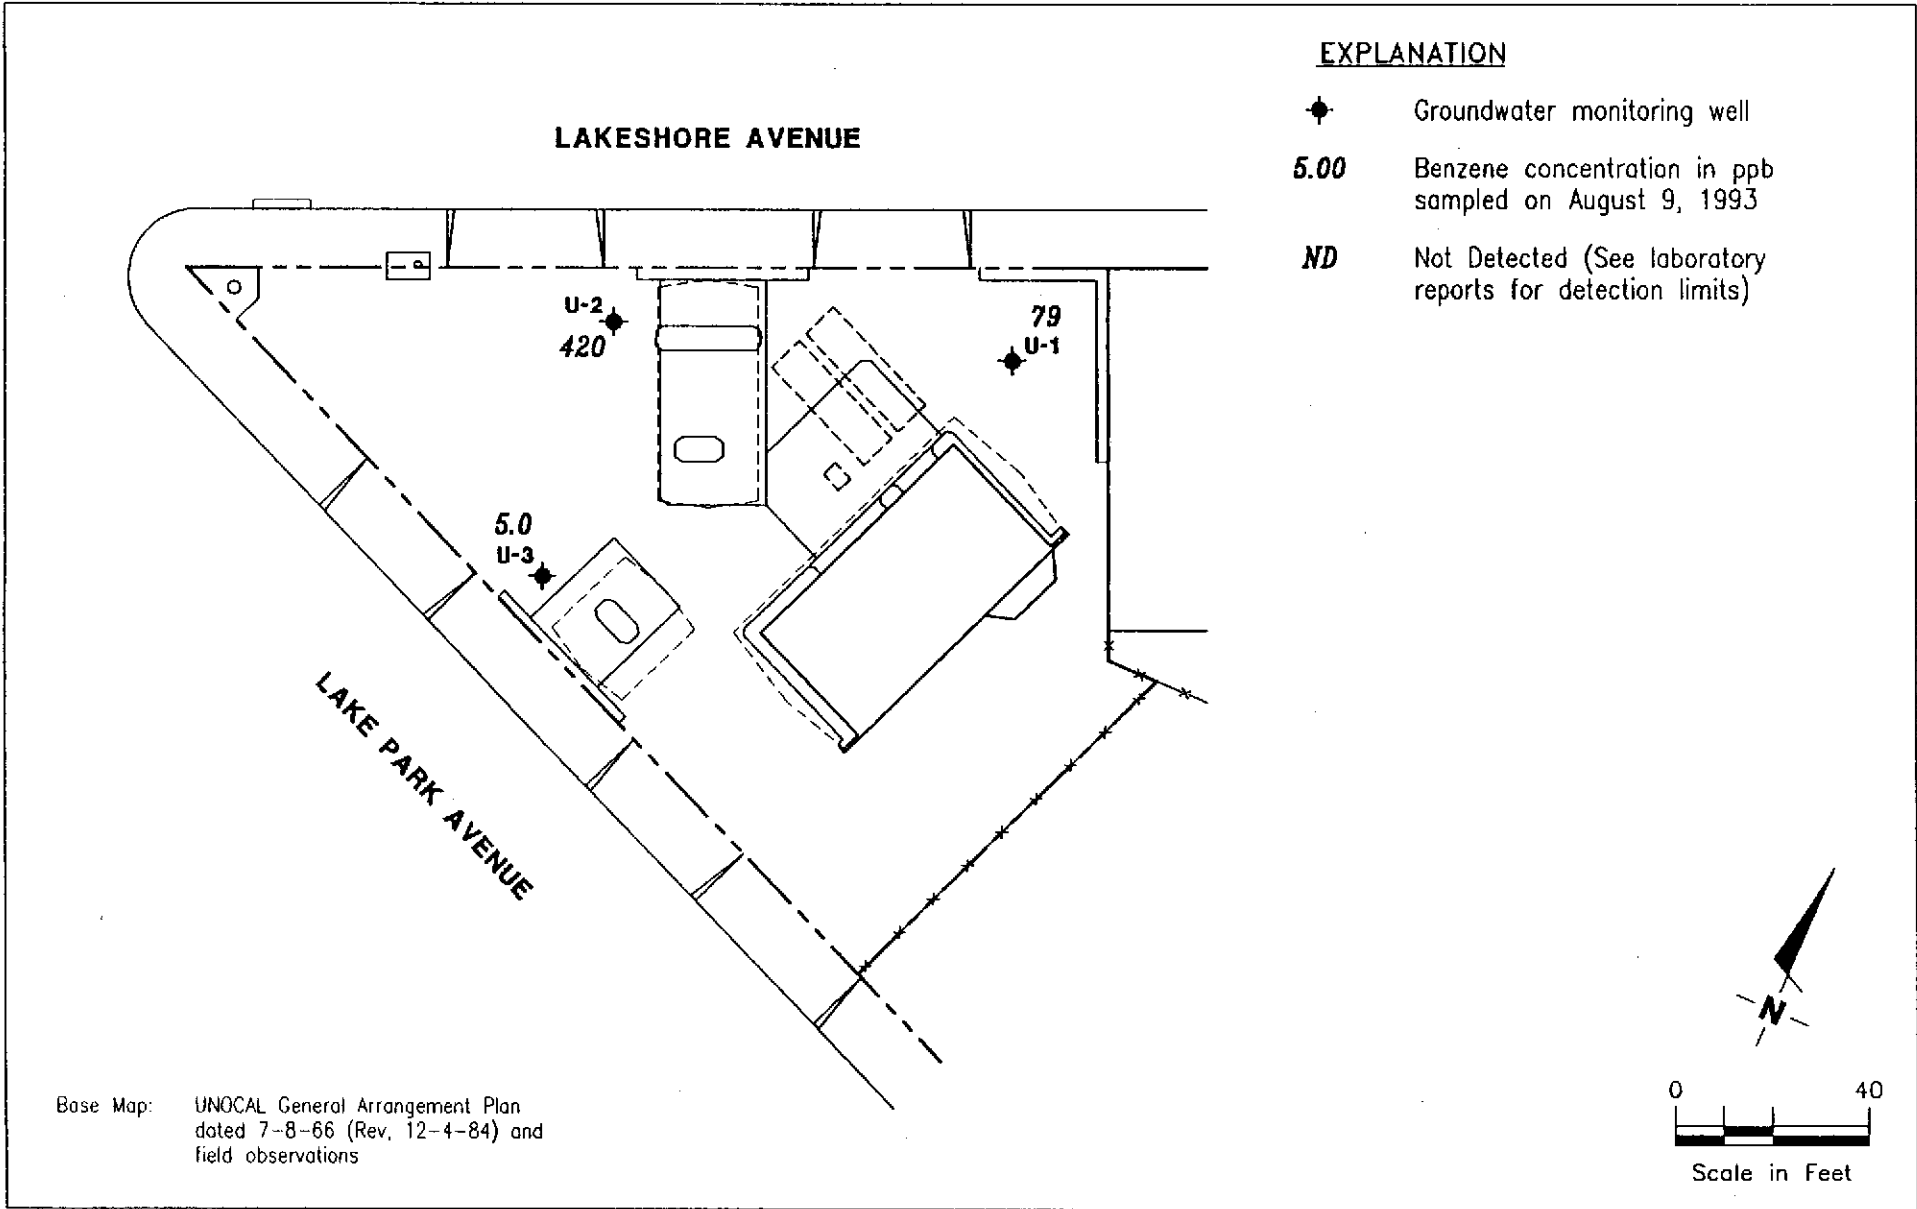 EXPLANATION
Groundwater monitoring well
5.00 Benzene concentration in ppb
sampled on August 9, 1993
ND Not Detected (See laboratory
reports for detection limits)
LAKESHORE AVENUE
U-2
420
79
U-1
5.0
U-3
LAKE PARK AVENUE
N
Base Map: UNOCAL General Arrangement Plan
dated 7-8-66 (Rev, 12-4-84) and
field observations
0 40
Scale in Feet